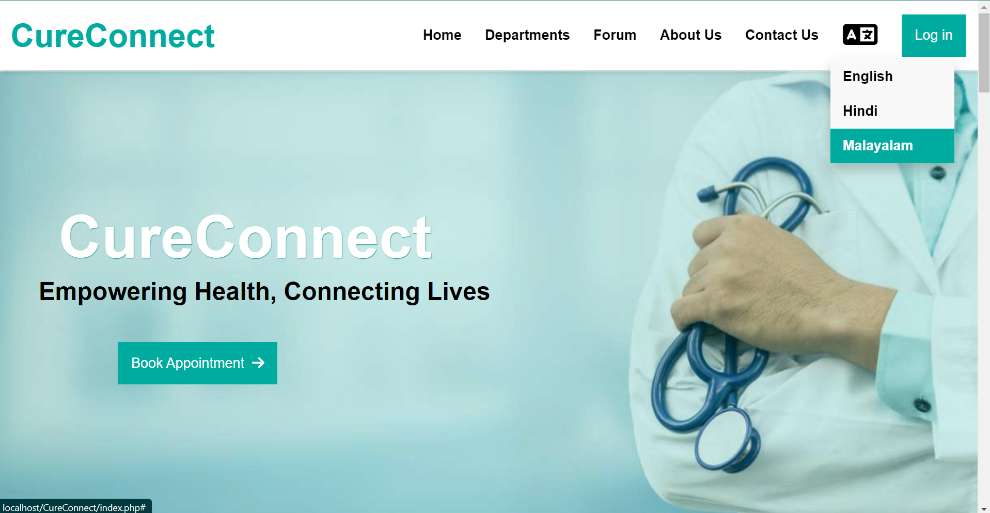 CureConnect
Home Departments Forum About Us Contact Us A Log in
English
Hindi
Malayalam
CureConnect
Empowering Health, Connecting Lives
Book Appointment →
localhost/CureConnect/index.php#